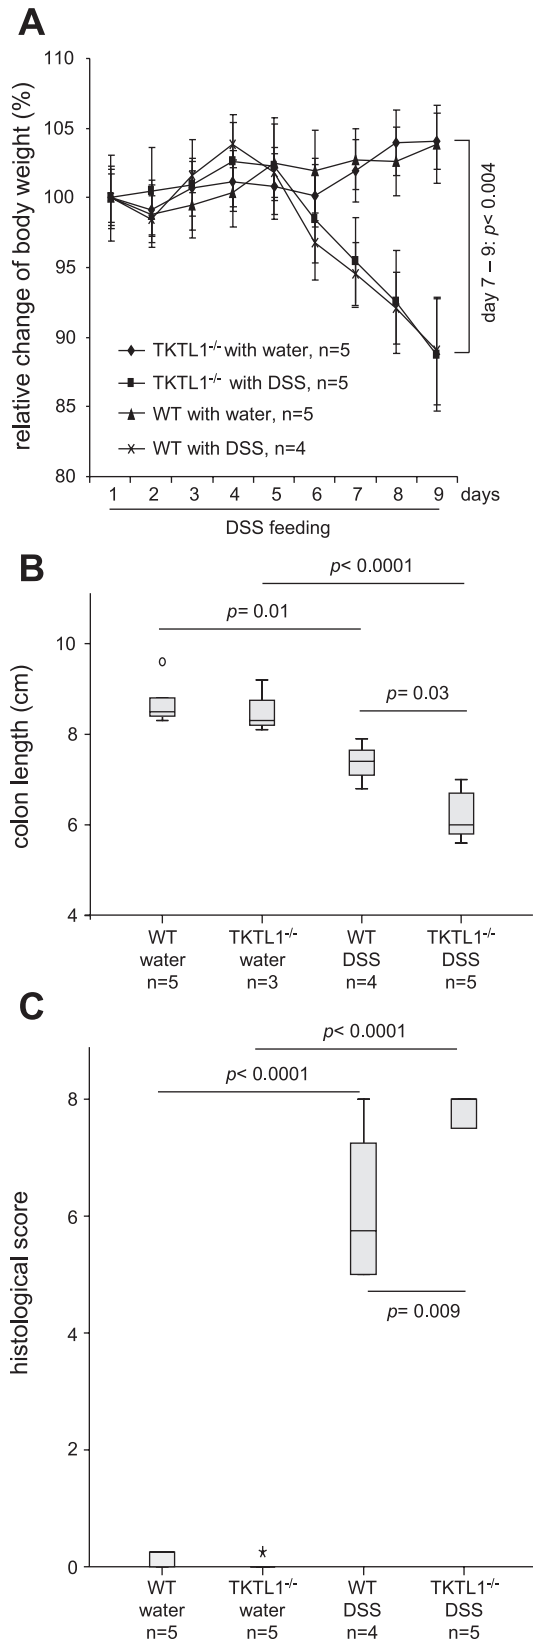 A
relative change of body weight (%)
110
105
100
95
90
85
80
TKTL1-/- with water, n=5
TKTL1-/- with DSS, n=5
WT with water, n=5
WT with DSS, n=4
day 7 – 9: p< 0.004
1 2 3 4 5 6 7 8 9 days
DSS feeding
B
p< 0.0001
p= 0.01
p= 0.03
colon length (cm)
10
8
6
4
WT TKTL1-/- WT TKTL1-/-
water water DSS DSS
n=5 n=3 n=4 n=5
C
p< 0.0001
p< 0.0001
p= 0.009
histological score
8
6
4
2
0
WT TKTL1-/- WT TKTL1-/-
water water DSS DSS
n=5 n=5 n=4 n=5